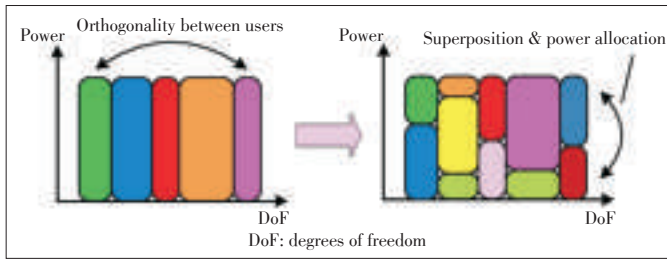 Orthogonality between users
Power
DoF
Power
Superposition & power allocation
DoF
DoF: degrees of freedom